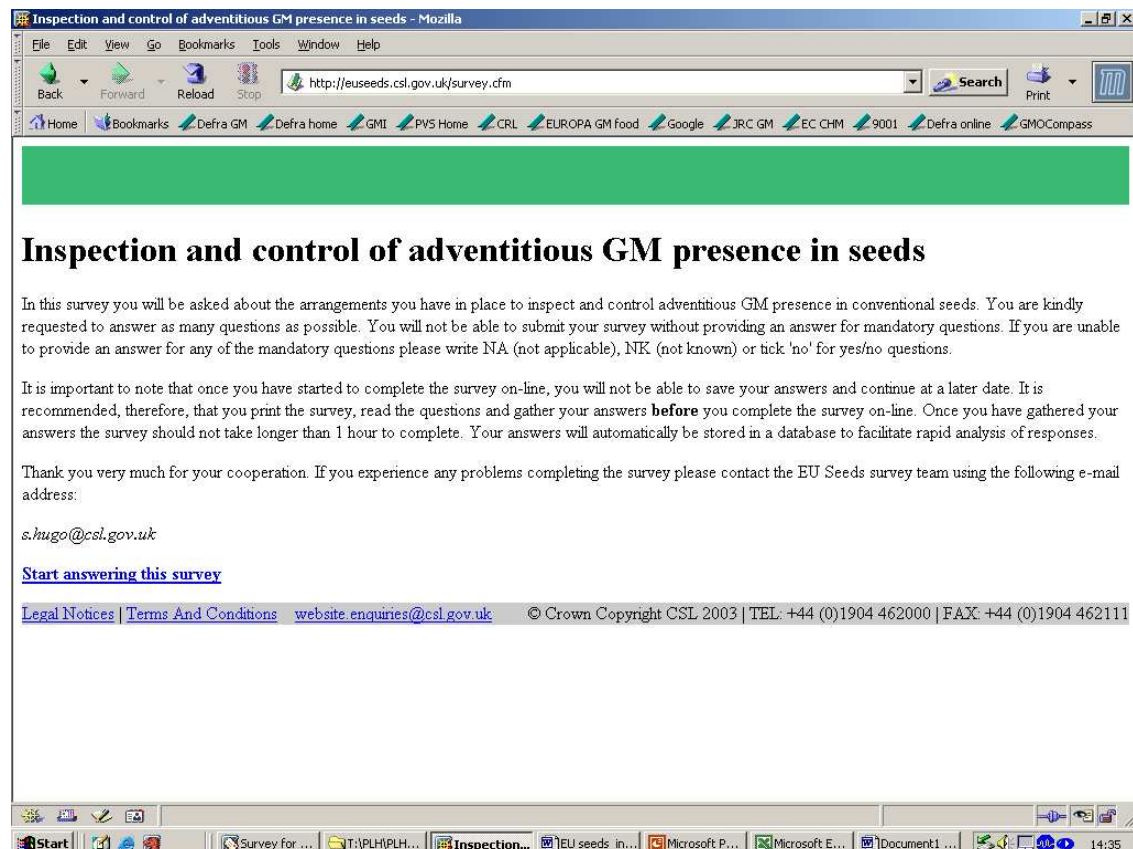 Inspection and control of adventitious GM presence in seeds - Mozilla
File Edit View Go Bookmarks Tools Window Help
Back Forward Reload Stop http://euseeds.csl.gov.uk/survey.cfm Search Print
Home Bookmarks Defra GM Defra home GMI PVS Home CRL EUROPA GM food Google JRC GM EC CHM 9001 Defra online GMOCompass
Inspection and control of adventitious GM presence in seeds
In this survey you will be asked about the arrangements you have in place to inspect and control adventitious GM presence in conventional seeds. You are kindly
requested to answer as many questions as possible. You will not be able to submit your survey without providing an answer for mandatory questions. If you are unable
to provide an answer for any of the mandatory questions please write NA (not applicable), NK (not known) or tick 'no' for yes/no questions.
It is important to note that once you have started to complete the survey on-line, you will not be able to save your answers and continue at a later date. It is
recommended, therefore, that you print the survey, read the questions and gather your answers before you complete the survey on-line. Once you have gathered your
answers the survey should not take longer than 1 hour to complete. Your answers will automatically be stored in a database to facilitate rapid analysis of responses.
Thank you very much for your cooperation. If you experience any problems completing the survey please contact the EU Seeds survey team using the following e-mail
address:
s.hugo@csl.gov.uk
Start answering this survey
Legal Notices | Terms And Conditions website.enquiries@csl.gov.uk © Crown Copyright CSL 2003 | TEL: +44 (0)1904 462000 | FAX: +44 (0)1904 462111
Start Survey for ... T:\PLH\PLH... Inspection... EU seeds in... Microsoft P... Microsoft E... Document1 ... 14:35